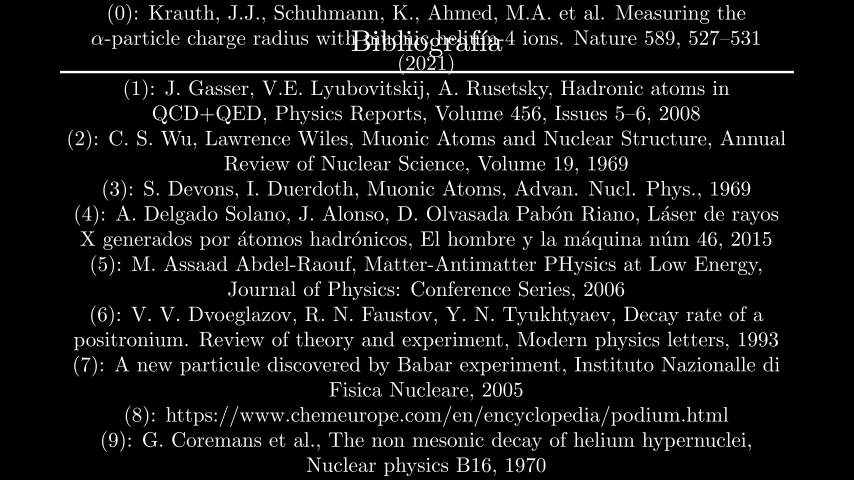 (0): Krauth, J.J., Schuhmann, K., Ahmed, M.A. et al. Measuring the
α-particle charge radius with muonic helium-4 ions. Nature 589, 527–531
Bibliografía
(2021)
(1): J. Gasser, V.E. Lyubovitskij, A. Rusetsky, Hadronic atoms in
QCD+QED, Physics Reports, Volume 456, Issues 5–6, 2008
(2): C. S. Wu, Lawrence Wiles, Muonic Atoms and Nuclear Structure, Annual
Review of Nuclear Science, Volume 19, 1969
(3): S. Devons, I. Duerdoth, Muonic Atoms, Advan. Nucl. Phys., 1969
(4): A. Delgado Solano, J. Alonso, D. Olvasada Pabón Riano, Láser de rayos
X generados por átomos hadrónicos, El hombre y la máquina núm 46, 2015
(5): M. Assaad Abdel-Raouf, Matter-Antimatter PHysics at Low Energy,
Journal of Physics: Conference Series, 2006
(6): V. V. Dvoeglazov, R. N. Faustov, Y. N. Tyukhtyaev, Decay rate of a
positronium. Review of theory and experiment, Modern physics letters, 1993
(7): A new particule discovered by Babar experiment, Instituto Nazionalle di
Fisica Nucleare, 2005
(8): https://www.chemeurope.com/en/encyclopedia/podium.html
(9): G. Coremans et al., The non mesonic decay of helium hypernuclei,
Nuclear physics B16, 1970